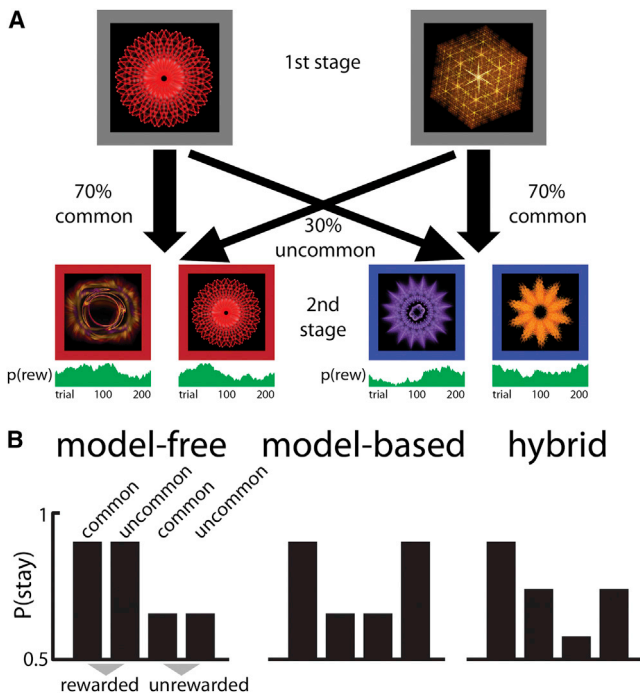 A
1st stage
70%
common
70%
common
30%
uncommon
2nd
stage
p(rew)
p(rew)
trial 100 200
trial 100 200
trial 100 200
trial 100 200
B
model-free
model-based
hybrid
common
uncommon
common
uncommon
1
P(stay)
0.5
rewarded
unrewarded